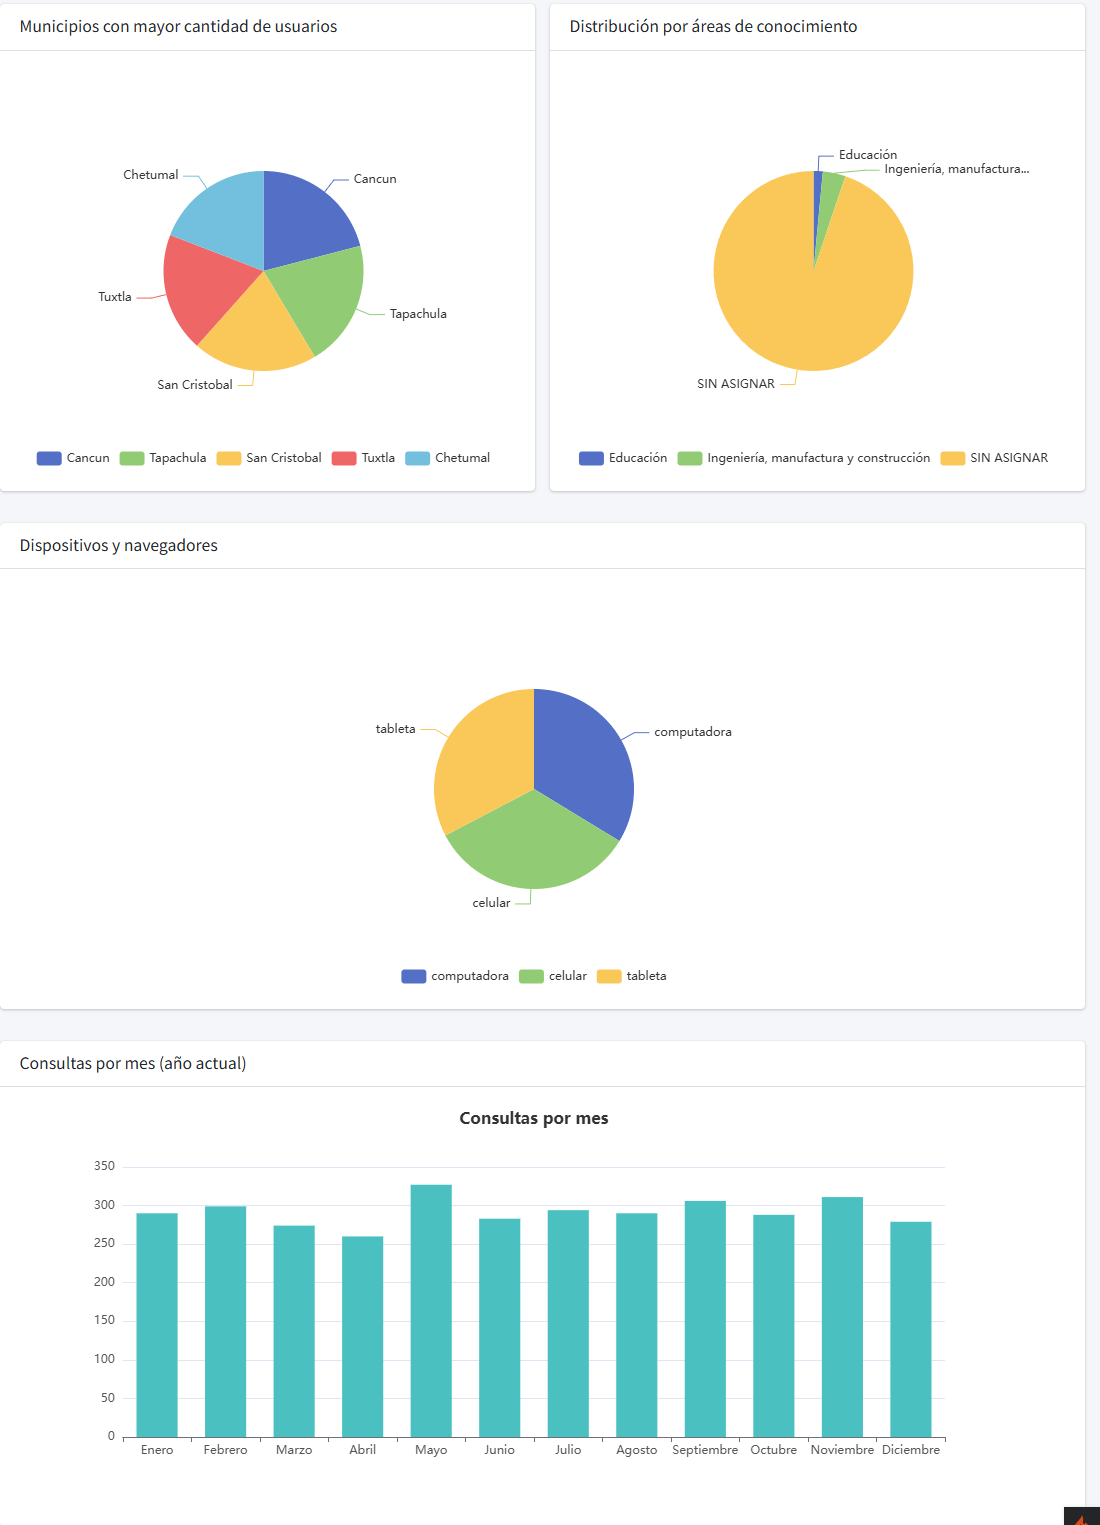 Municipios con mayor cantidad de usuarios
Chetumal
Cancun
Tuxtla
Tapachula
San Cristobal
Cancun Tapachula San Cristobal Tuxtla Chetumal
Distribución por áreas de conocimiento
Educación
Ingeniería, manufactura...
SIN ASIGNAR
Educación Ingeniería, manufactura y construcción SIN ASIGNAR
Dispositivos y navegadores
tableta
computadora
celular
computadora celular tableta
Consultas por mes (año actual)
Consultas por mes
350
300
250
200
150
100
50
0
Enero Febrero Marzo Abril Mayo Junio Julio Agosto Septiembre Octubre Noviembre Diciembre